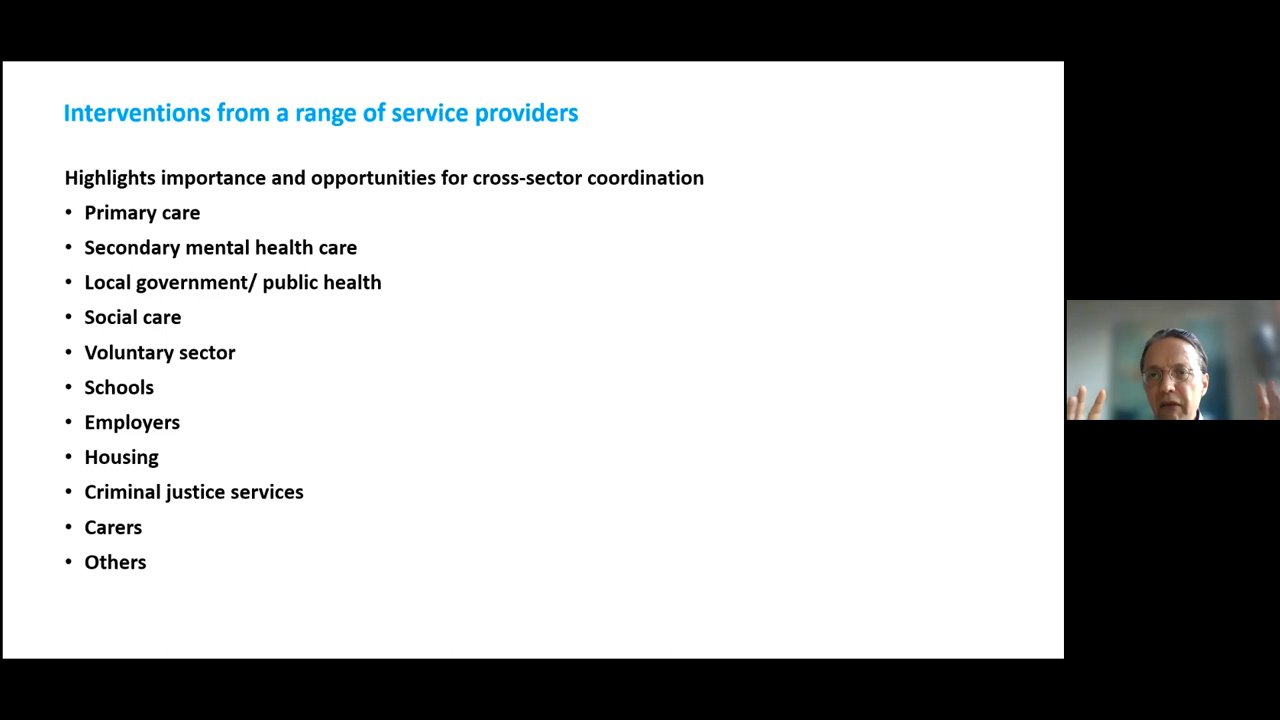 Interventions from a range of service providers
Highlights importance and opportunities for cross-sector coordination
• Primary care
• Secondary mental health care
• Local government/ public health
• Social care
• Voluntary sector
• Schools
• Employers
• Housing
• Criminal justice services
• Carers
• Others